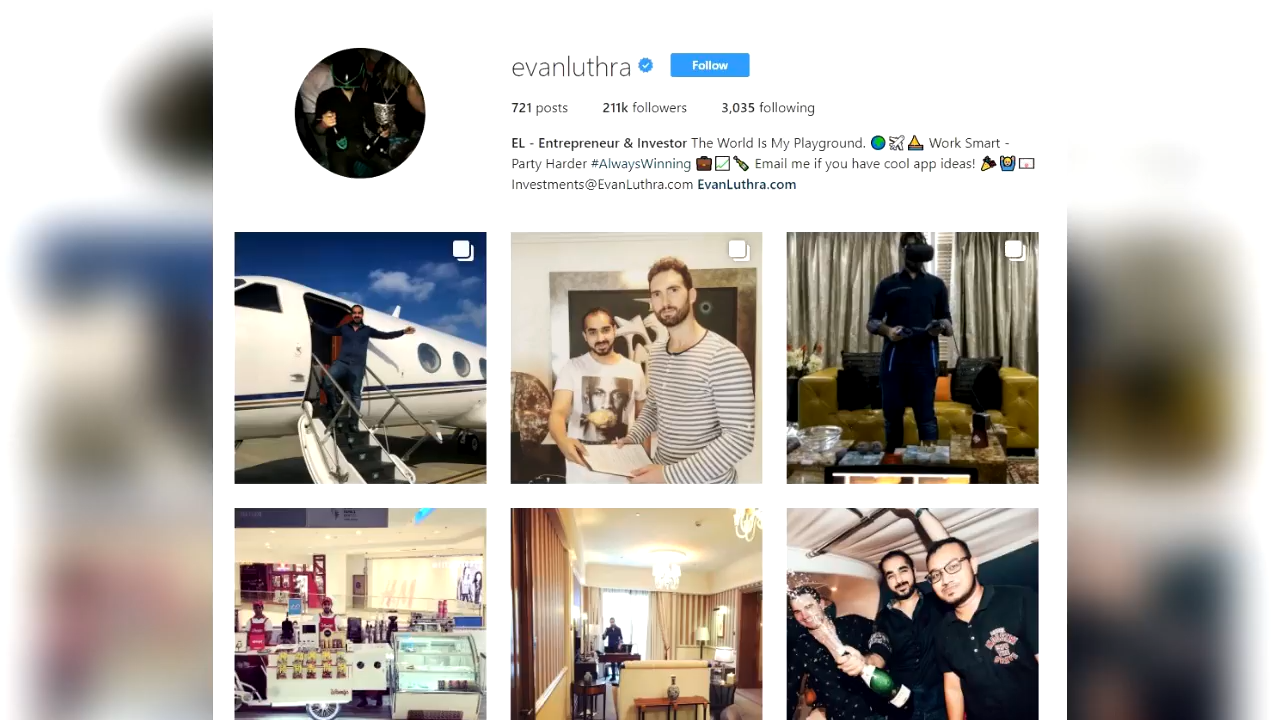 evanluthra
Follow
721 posts 211k followers 3,035 following
EL - Entrepreneur & Investor The World Is My Playground. 🌍✈️⛵ Work Smart -
Party Harder #AlwaysWinning 💼📈🍾 Email me if you have cool app ideas! 🎉🙆💌
Investments@EvanLuthra.com EvanLuthra.com
H&M